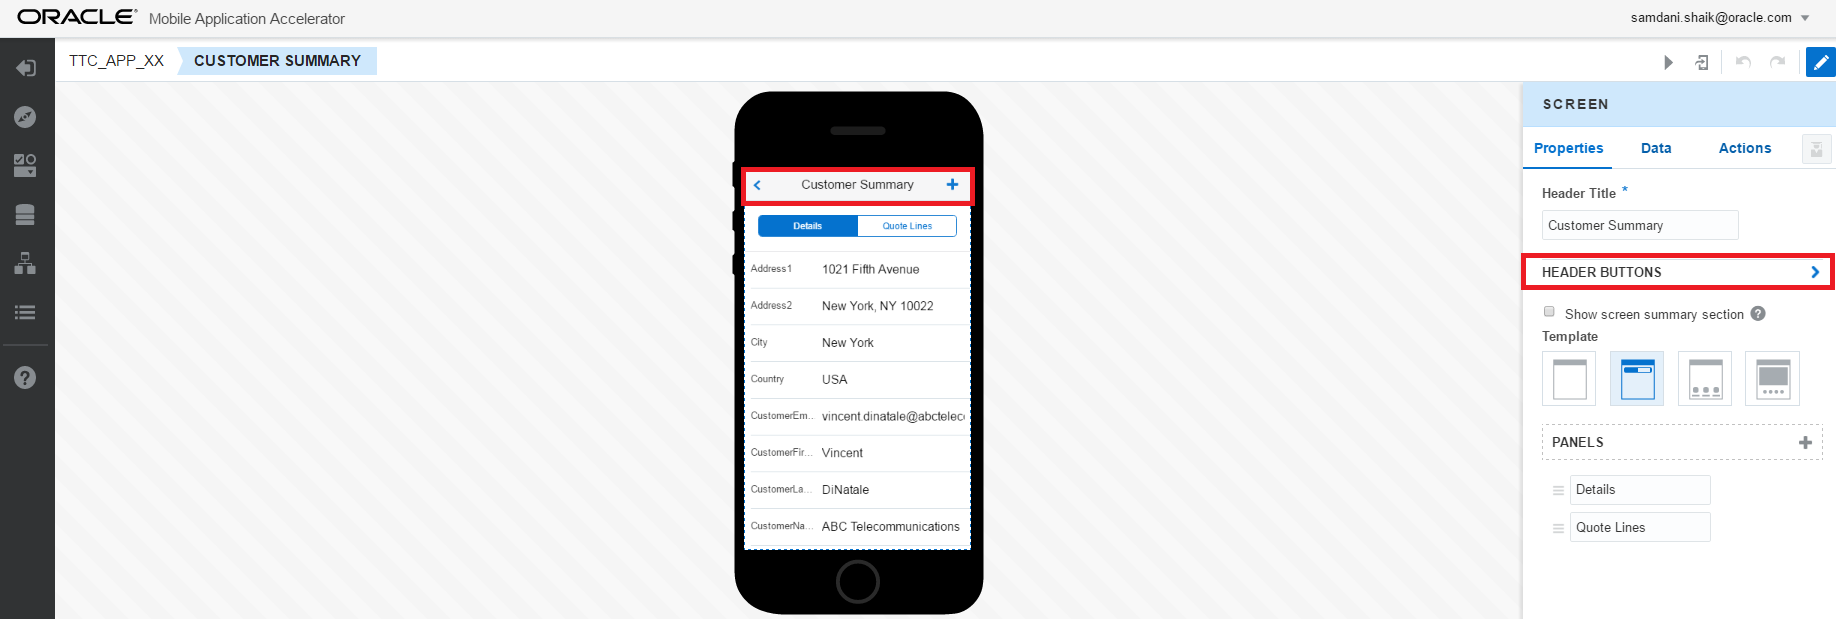 ORACLE® Mobile Application Accelerator
samdani.shaik@oracle.com
TTC_APP_XX CUSTOMER SUMMARY
Customer Summary
Details Quote Lines
Address1 1021 Fifth Avenue
Address2 New York, NY 10022
City New York
Country USA
CustomerEm... vincent.dinatale@abctelec
CustomerFir... Vincent
CustomerLa... DiNatale
CustomerNa... ABC Telecommunications
SCREEN
Properties Data Actions
Header Title *
Customer Summary
HEADER BUTTONS
Show screen summary section ?
Template
PANELS
Details
Quote Lines